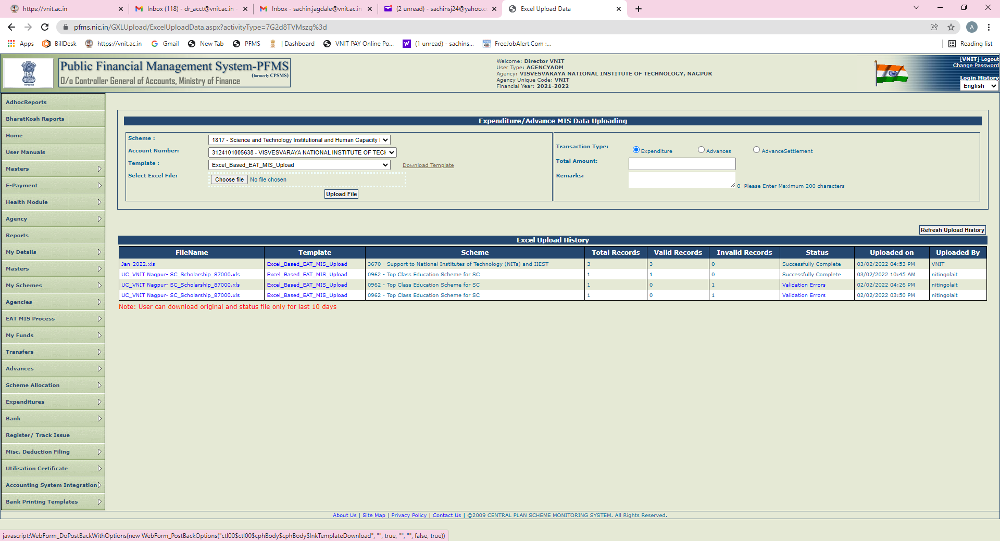 https://vnit.ac.in
Inbox (118) - dr_acct@vnit.ac.in -
Inbox - sachin.jagdale@vnit.ac.in
(2 unread) - sachinsj24@yahoo.c
Excel Upload Data
pfms.nic.in/GXLUpload/ExcelUploadData.aspx?activityType=7G2d8TVMszg%3d
A
Apps
BillDesk
https://vnit.ac.in
Gmail
New Tab
PFMS
| Dashboard
VNIT PAY Online Po...
(1 unread) - sachins...
FreeJobAlert.Com :...
Reading list
Public Financial Management System-PFMS
(formerly CPSMS)
O/o Controller General of Accounts, Ministry of Finance
Welcome: Director VNIT
User Type: AGENCYADM
Agency: VISVESVARAYA NATIONAL INSTITUTE OF TECHNOLOGY, NAGPUR
Agency Unique Code: VNIT
Financial Year: 2021-2022
[VNIT] Logout
Change Password
Login History
English
AdhocReports
BharatKosh Reports
Home
User Manuals
Masters
E-Payment
Health Module
Agency
Reports
My Details
Masters
My Schemes
Agencies
EAT MIS Process
My Funds
Transfers
Advances
Scheme Allocation
Expenditures
Bank
Register/ Track Issue
Misc. Deduction Filing
Utilisation Certificate
Accounting System Integration
Bank Printing Templates
Expenditure/Advance MIS Data Uploading
Scheme : 1817 - Science and Technology Institutional and Human Capacity
Account Number: 3124101005638 - VISVESVARAYA NATIONAL INSTITUTE OF TECH
Template : Excel_Based_EAT_MIS_Upload Download Template
Select Excel File: Choose file No file chosen
Upload File
Transaction Type: Expenditure Advances AdvanceSettlement
Total Amount:
Remarks: 0 Please Enter Maximum 200 characters
Refresh Upload History
Excel Upload History
FileName Template Scheme Total Records Valid Records Invalid Records Status Uploaded on Uploaded By
Jan-2022.xls Excel_Based_EAT_MIS_Upload 3670 - Support to National Institutes of Technology (NITs) and IIEST 3 3 0 Successfully Complete 03/02/2022 04:53 PM VNIT
UC_VNIT Nagpur- SC_Scholarship_87000.xls Excel_Based_EAT_MIS_Upload 0962 - Top Class Education Scheme for SC 1 1 0 Successfully Complete 03/02/2022 10:45 AM nitingolait
UC_VNIT Nagpur- SC_Scholarship_87000.xls Excel_Based_EAT_MIS_Upload 0962 - Top Class Education Scheme for SC 1 0 1 Validation Errors 02/02/2022 04:26 PM nitingolait
UC_VNIT Nagpur- SC_Scholarship_87000.xls Excel_Based_EAT_MIS_Upload 0962 - Top Class Education Scheme for SC 1 0 1 Validation Errors 02/02/2022 03:50 PM nitingolait
Note: User can download original and status file only for last 10 days
About Us | Site Map | Privacy Policy | Contact Us | ©2009 CENTRAL PLAN SCHEME MONITORING SYSTEM. All Rights Reserved.
javascript:WebForm_DoPostBackWithOptions(new WebForm_PostBackOptions("ctl00$ctl00$cphBody$cphBody$lnkTemplateDownload", "", true, "", "", false, true))